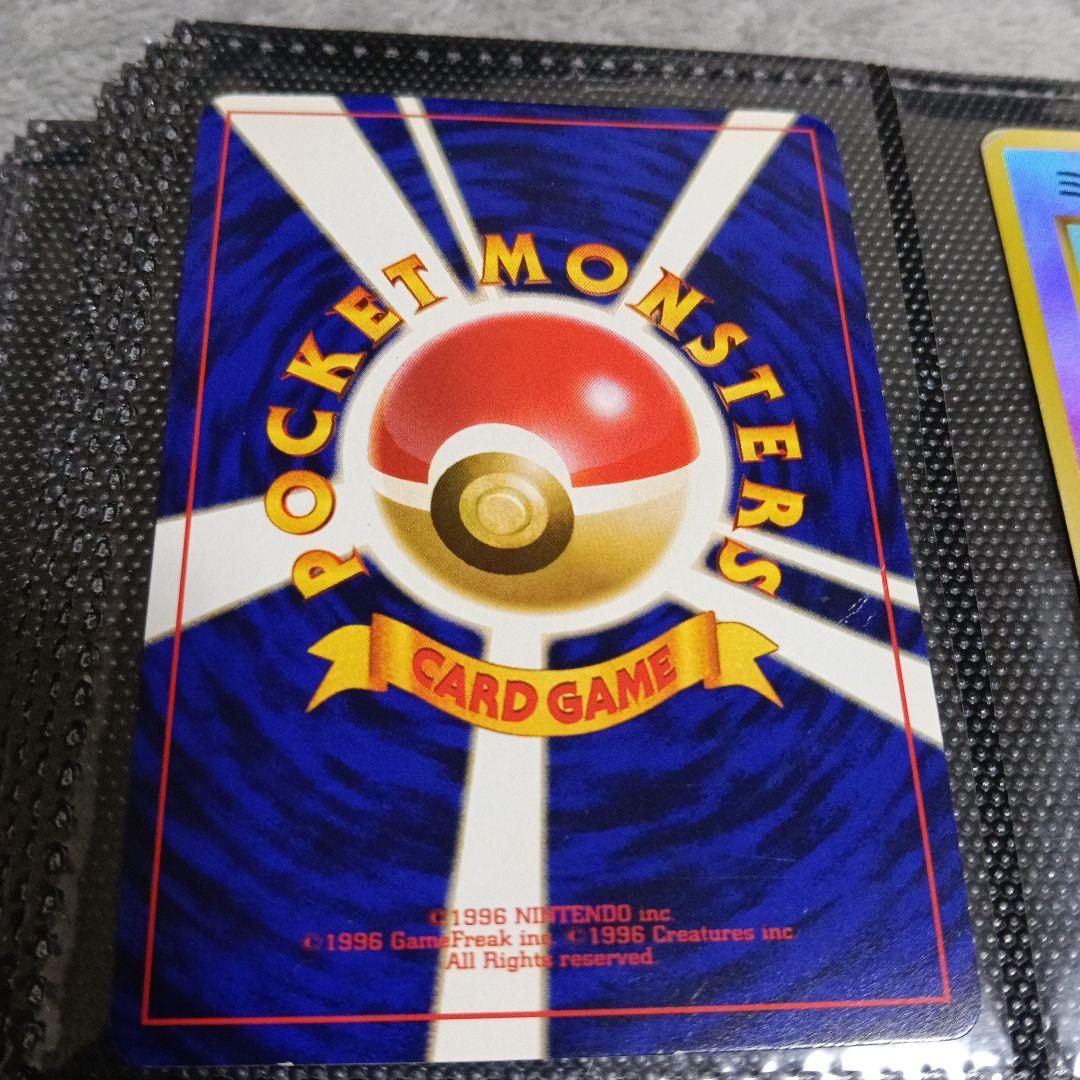 POCKET MONSTERS
CARD GAME
©1996 NINTENDO inc.
©1996 GameFreak inc. ©1996 Creatures inc.
All Rights reserved.